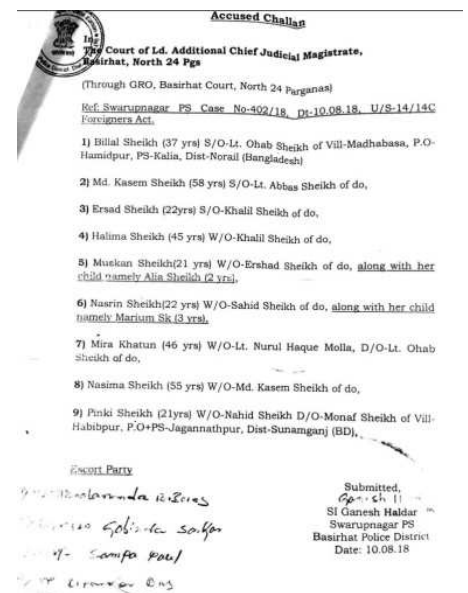 Accused Challan
In
The Court of Ld. Additional Chief Judicial Magistrate,
Basirhat, North 24 Pgs
(Through GRO, Basirhat Court, North 24 Parganas)
Ref: Swarupnagar PS Case No-402/18, Dt-10.08.18, U/S-14/14C
Foreigners Act.
1) Billal Sheikh (37 yrs) S/O-Lt. Ohab Sheikh of Vill-Madhabasa, P.O-
Hamidpur, PS-Kalia, Dist-Norail (Bangladesh)
2) Md. Kasem Sheikh (58 yrs) S/O-Lt. Abbas Sheikh of do,
3) Ersad Sheikh (22yrs) S/O-Khalil Sheikh of do,
4) Halima Sheikh (45 yrs) W/O-Khalil Sheikh of do,
5) Muskan Sheikh(21 yrs) W/O-Ershad Sheikh of do, along with her
child namely Alia Sheikh (2 yrs),
6) Nasrin Sheikh(22 yrs) W/O-Sahid Sheikh of do, along with her child
namely Marium Sk (3 yrs),
7) Mira Khatun (46 yrs) W/O-Lt. Nurul Haque Molla, D/O-Lt. Ohab
Sheikh of do,
8) Nasima Sheikh (55 yrs) W/O-Md. Kasem Sheikh of do,
9) Pinki Sheikh (21yrs) W/O-Nahid Sheikh D/O-Monaf Sheikh of Vill-
Habibpur, P.O+PS-Jagannathpur, Dist-Sunamganj (BD),
Escort Party
Gobinda
Sampa Paul
Submitted,
SI Ganesh Haldar
Swarupnagar PS
Basirhat Police District
Date: 10.08.18